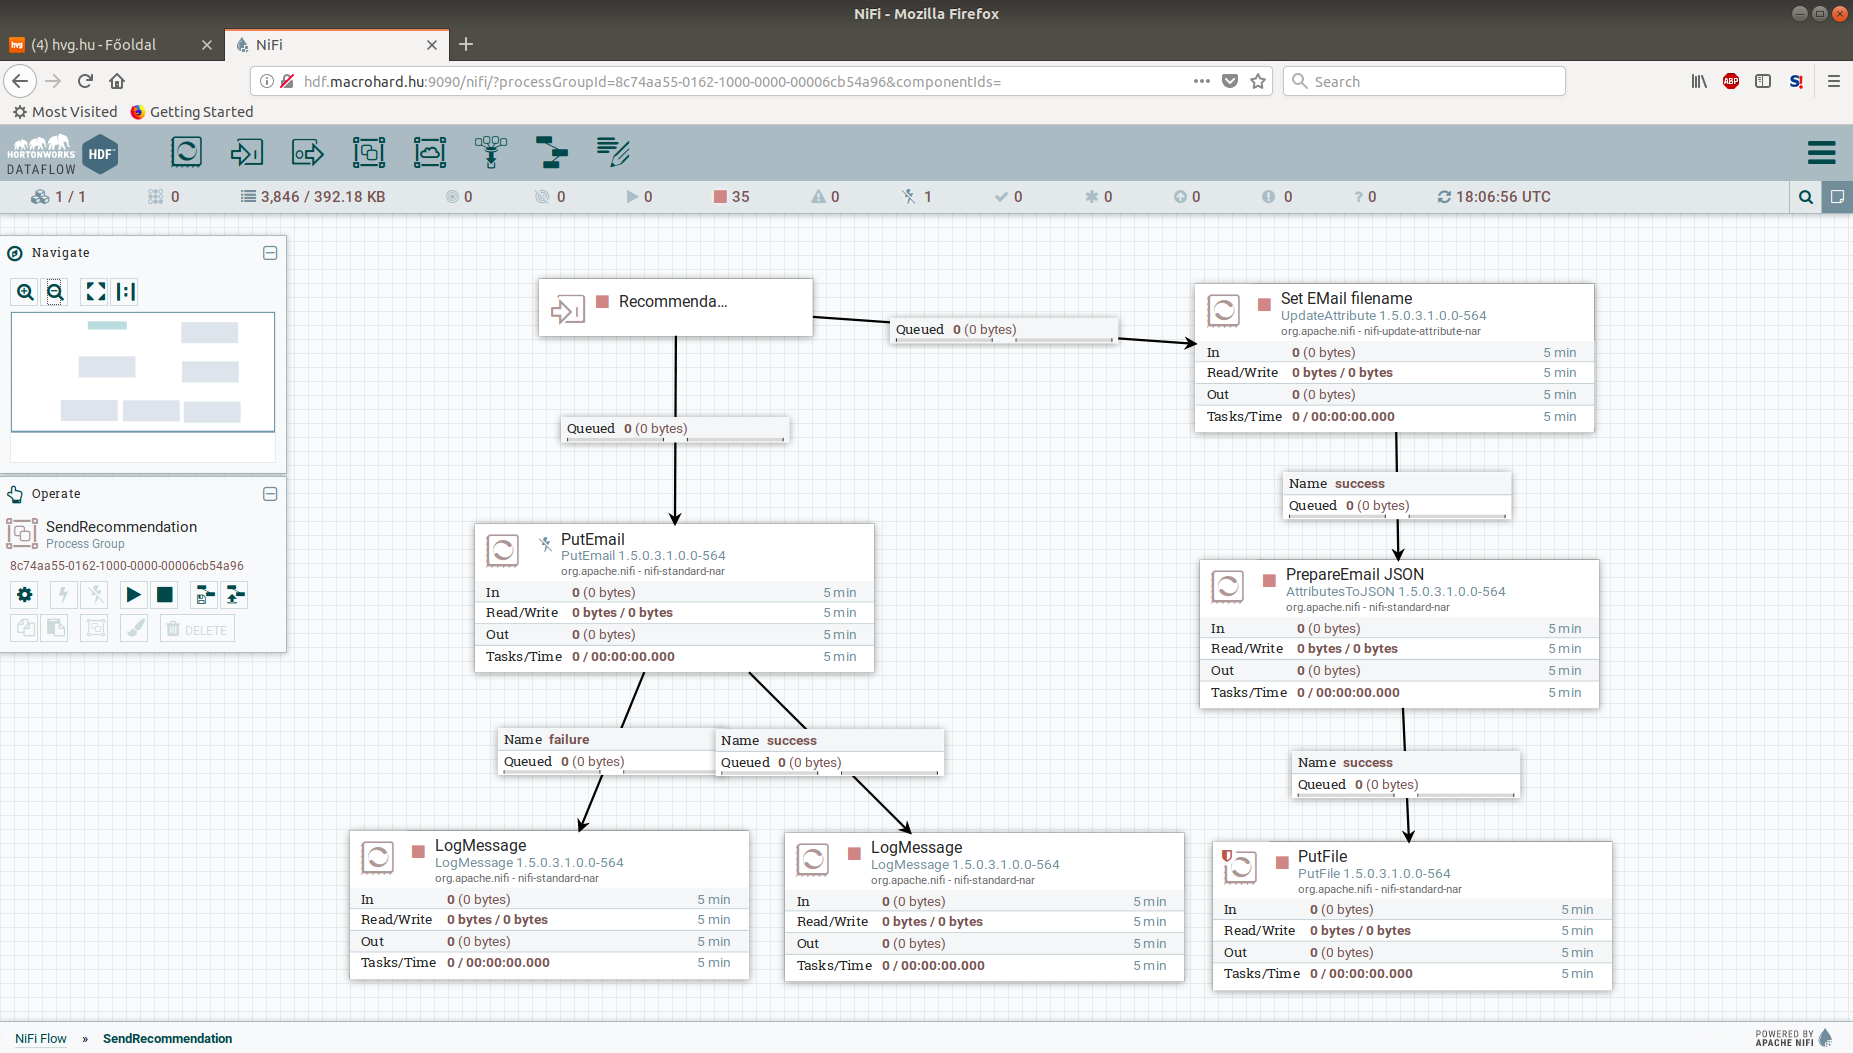 NiFi - Mozilla Firefox
hvg (4) hvg.hu - Főoldal
NiFi
hdf.macrohard.hu:9090/nifi/?processGroupId=8c74aa55-0162-1000-0000-00006cb54a96&componentIds=
Search
ABP
S!
Most Visited Getting Started
HORTONWORKS
DATAFLOW
HDF
1 / 1 0 3,846 / 392.18 KB 0 0 0 35 0 1 0 0 0 0 ? 0 18:06:56 UTC
Navigate
Operate
SendRecommendation
Process Group
8c74aa55-0162-1000-0000-00006cb54a96
DELETE
Recommenda...
Queued 0 (0 bytes)
Set EMail filename
UpdateAttribute 1.5.0.3.1.0.0-564
org.apache.nifi - nifi-update-attribute-nar
In 0 (0 bytes) 5 min
Read/Write 0 bytes / 0 bytes 5 min
Out 0 (0 bytes) 5 min
Tasks/Time 0 / 00:00:00.000 5 min
Queued 0 (0 bytes)
Name success
Queued 0 (0 bytes)
PutEmail
PutEmail 1.5.0.3.1.0.0-564
org.apache.nifi - nifi-standard-nar
In 0 (0 bytes) 5 min
Read/Write 0 bytes / 0 bytes 5 min
Out 0 (0 bytes) 5 min
Tasks/Time 0 / 00:00:00.000 5 min
PrepareEmail JSON
AttributesToJSON 1.5.0.3.1.0.0-564
org.apache.nifi - nifi-standard-nar
In 0 (0 bytes) 5 min
Read/Write 0 bytes / 0 bytes 5 min
Out 0 (0 bytes) 5 min
Tasks/Time 0 / 00:00:00.000 5 min
Name failure
Queued 0 (0 bytes)
Name success
Queued 0 (0 bytes)
Name success
Queued 0 (0 bytes)
LogMessage
LogMessage 1.5.0.3.1.0.0-564
org.apache.nifi - nifi-standard-nar
In 0 (0 bytes) 5 min
Read/Write 0 bytes / 0 bytes 5 min
Out 0 (0 bytes) 5 min
Tasks/Time 0 / 00:00:00.000 5 min
LogMessage
LogMessage 1.5.0.3.1.0.0-564
org.apache.nifi - nifi-standard-nar
In 0 (0 bytes) 5 min
Read/Write 0 bytes / 0 bytes 5 min
Out 0 (0 bytes) 5 min
Tasks/Time 0 / 00:00:00.000 5 min
PutFile
PutFile 1.5.0.3.1.0.0-564
org.apache.nifi - nifi-standard-nar
In 0 (0 bytes) 5 min
Read/Write 0 bytes / 0 bytes 5 min
Out 0 (0 bytes) 5 min
Tasks/Time 0 / 00:00:00.000 5 min
NiFi Flow » SendRecommendation
POWERED BY
APACHE NIFI